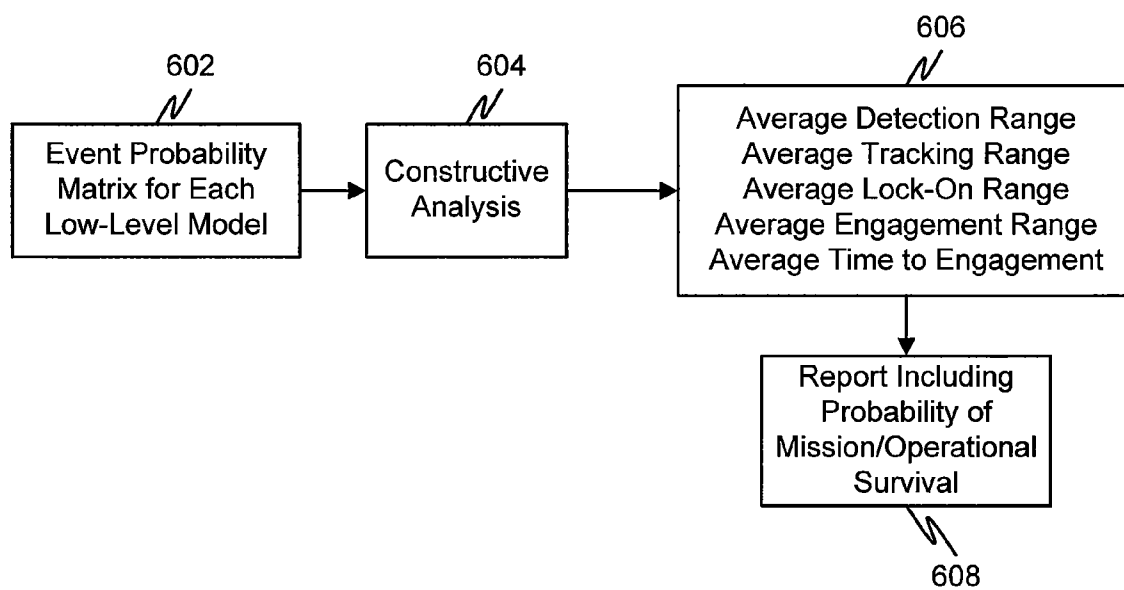 602
Event Probability
Matrix for Each
Low-Level Model
604
Constructive
Analysis
606
Average Detection Range
Average Tracking Range
Average Lock-On Range
Average Engagement Range
Average Time to Engagement
Report Including
Probability of
Mission/Operational
Survival
608